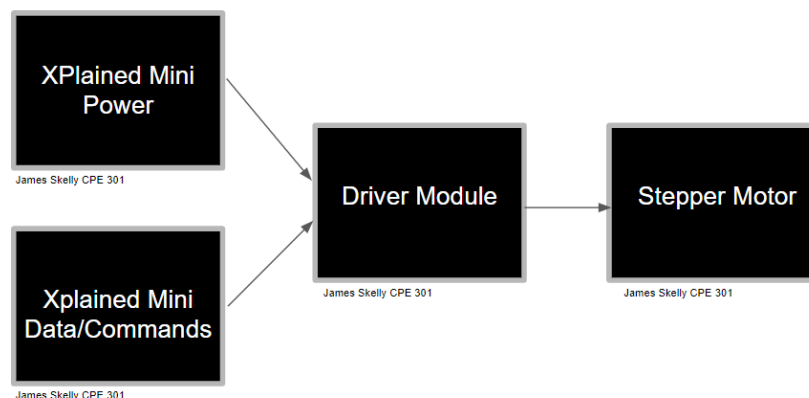 XPlained Mini
Power
James Skelly CPE 301
Driver Module
James Skelly CPE 301
Stepper Motor
James Skelly CPE 301
Xplained Mini
Data/Commands
James Skelly CPE 301